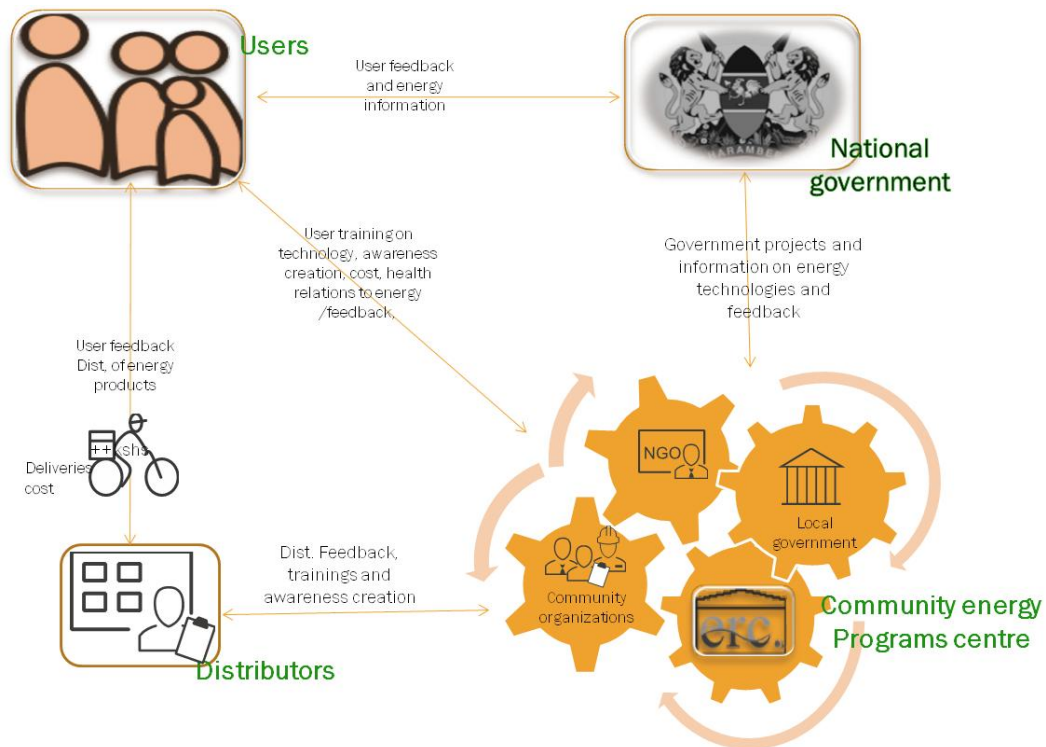 Users
User feedback
and energy
information
HARAMBEE
National
government
User training on
technology, awareness
creation, cost, health
relations to energy
/feedback,
Government projects and
information on energy
technologies and
feedback
User feedback
Dist. of energy
products
++kshs
Deliveries
cost
NGO
Local
government
Dist. Feedback,
trainings and
awareness creation
Community
organizations
erc.
Community energy
Programs centre
Distributors